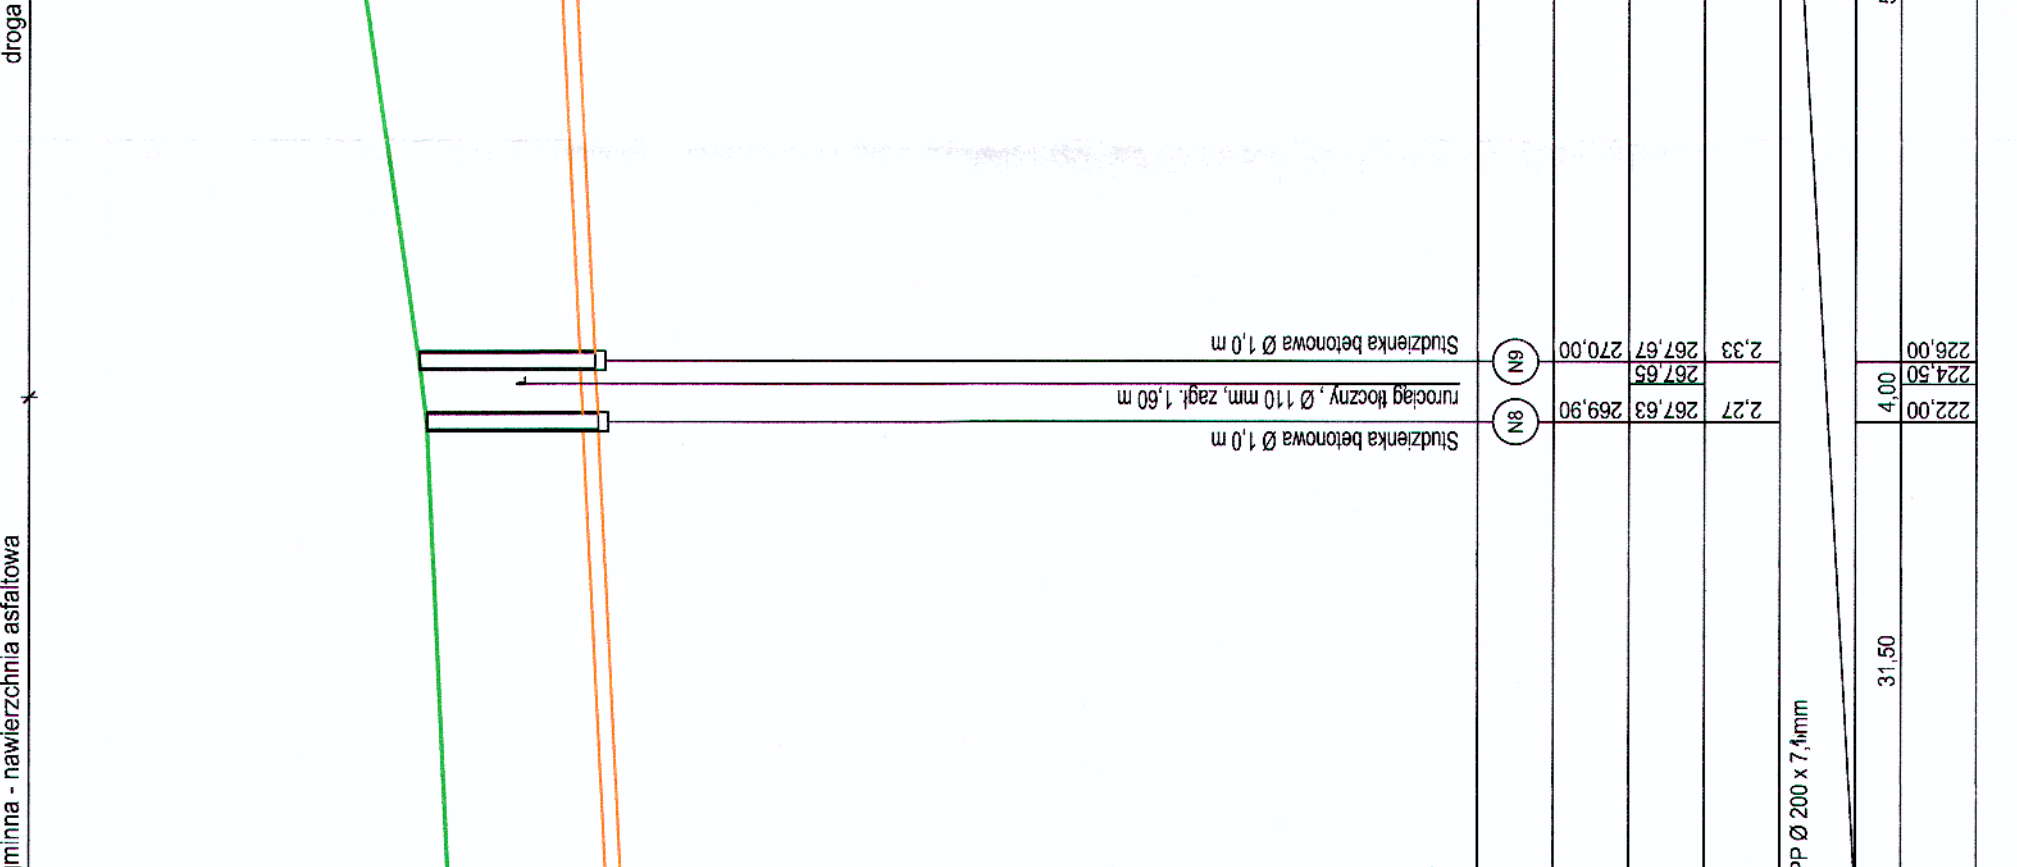 droga
gminna - nawierzchnia asfaltowa
Studzienka betonowa Ø 1,0 m
N9
270,00
267,67
2,33
226,00
rurociąg tłoczny , Ø 110 mm, zagł. 1,60 m
267,65
224,50
4,00
Studzienka betonowa Ø 1,0 m
N8
269,90
267,63
2,27
222,00
31,50
PP Ø 200 x 7,1mm